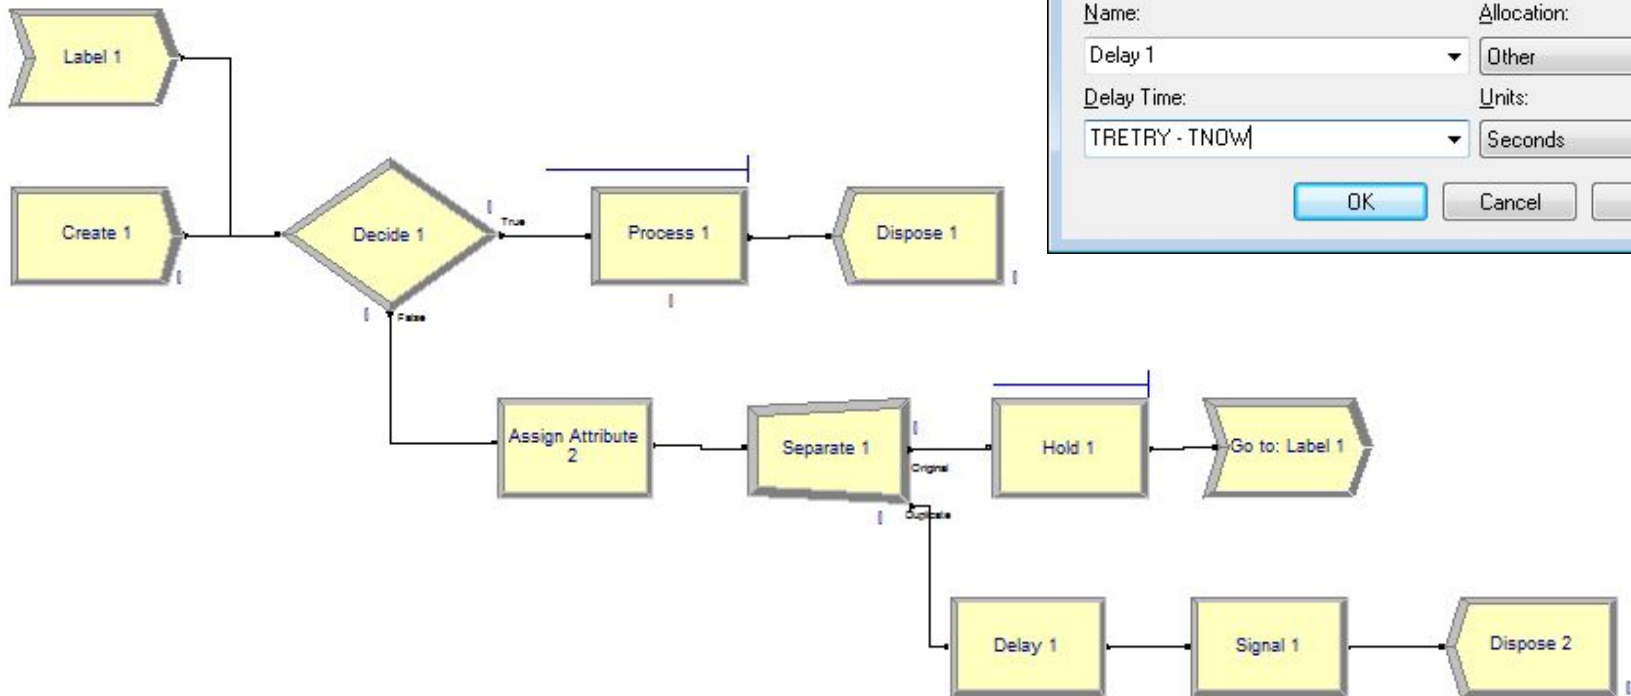 Name:
Allocation:
Delay 1
Other
Delay Time:
Units:
TRETRY - TNOW
Seconds
OK
Cancel
Label 1
Create 1
Decide 1
True
False
Process 1
Dispose 1
Assign Attribute
2
Separate 1
Original
Duplicate
Hold 1
Go to: Label 1
Delay 1
Signal 1
Dispose 2